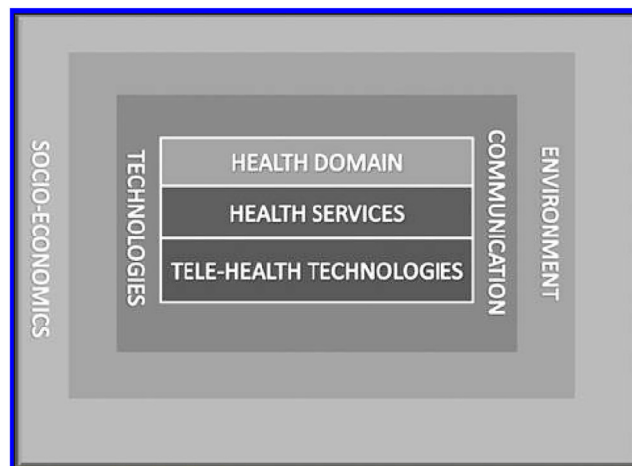 SOCIO-ECONOMICS
TECHNOLOGIES
HEALTH DOMAIN
HEALTH SERVICES
TELE-HEALTH TECHNOLOGIES
COMMUNICATION
ENVIRONMENT